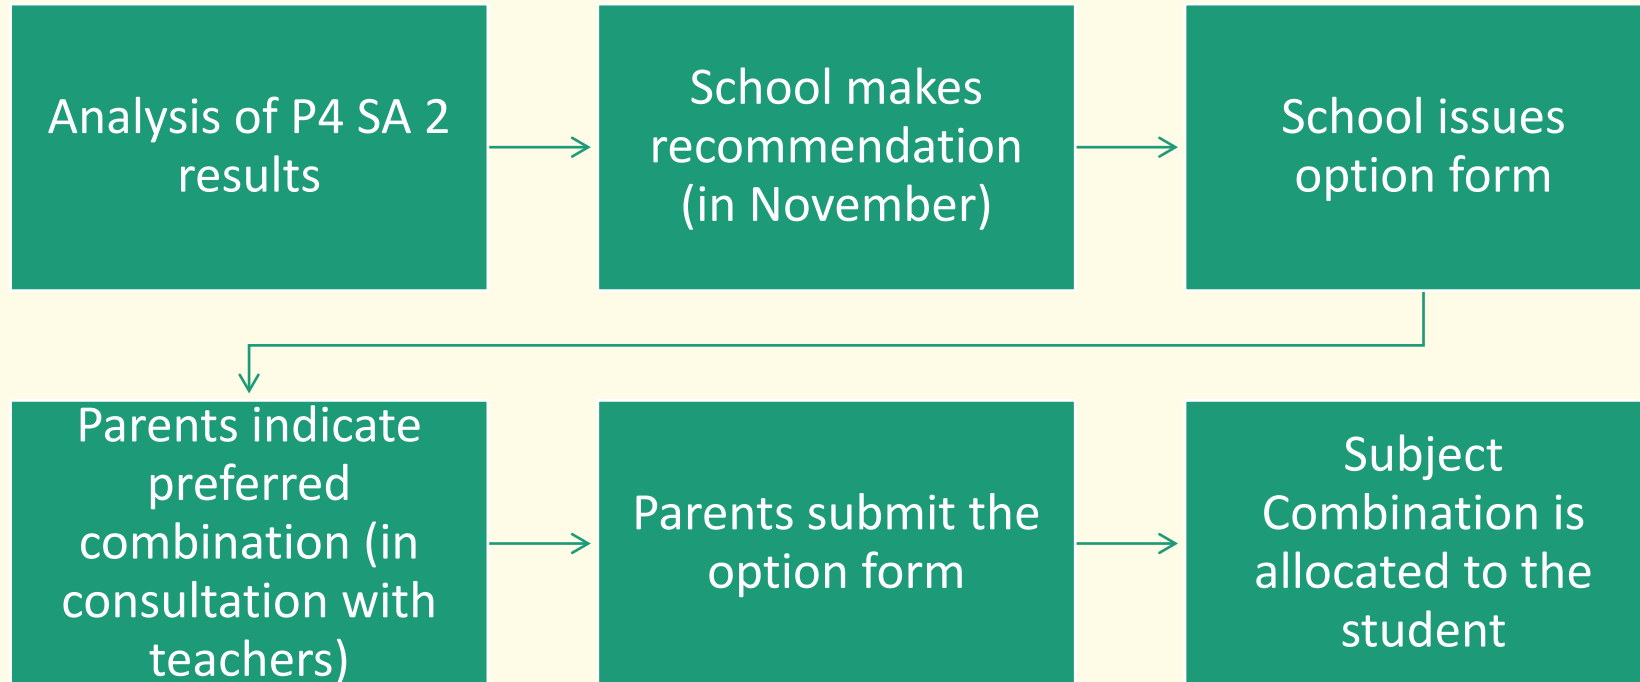 Analysis of P4 SA 2
results
School makes
recommendation
(in November)
School issues
option form
Parents indicate
preferred
combination (in
consultation with
teachers)
Parents submit the
option form
Subject
Combination is
allocated to the
student